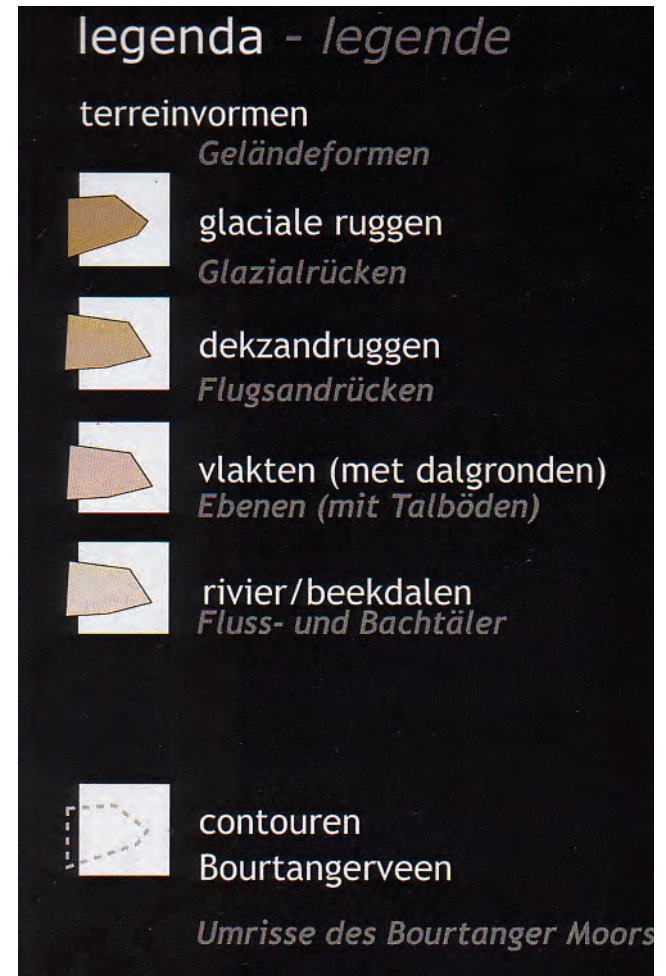 legenda - legende
terreinvormen
Geländeformen
glaciale ruggen
Glazialrücken
dekzandruggen
Flugsandrücken
vlakten (met dalgronden)
Ebenen (mit Talböden)
rivier/beekdalen
Fluss- und Bachtäler
contouren
Bourtangerveen
Umrisse des Bourtanger Moors